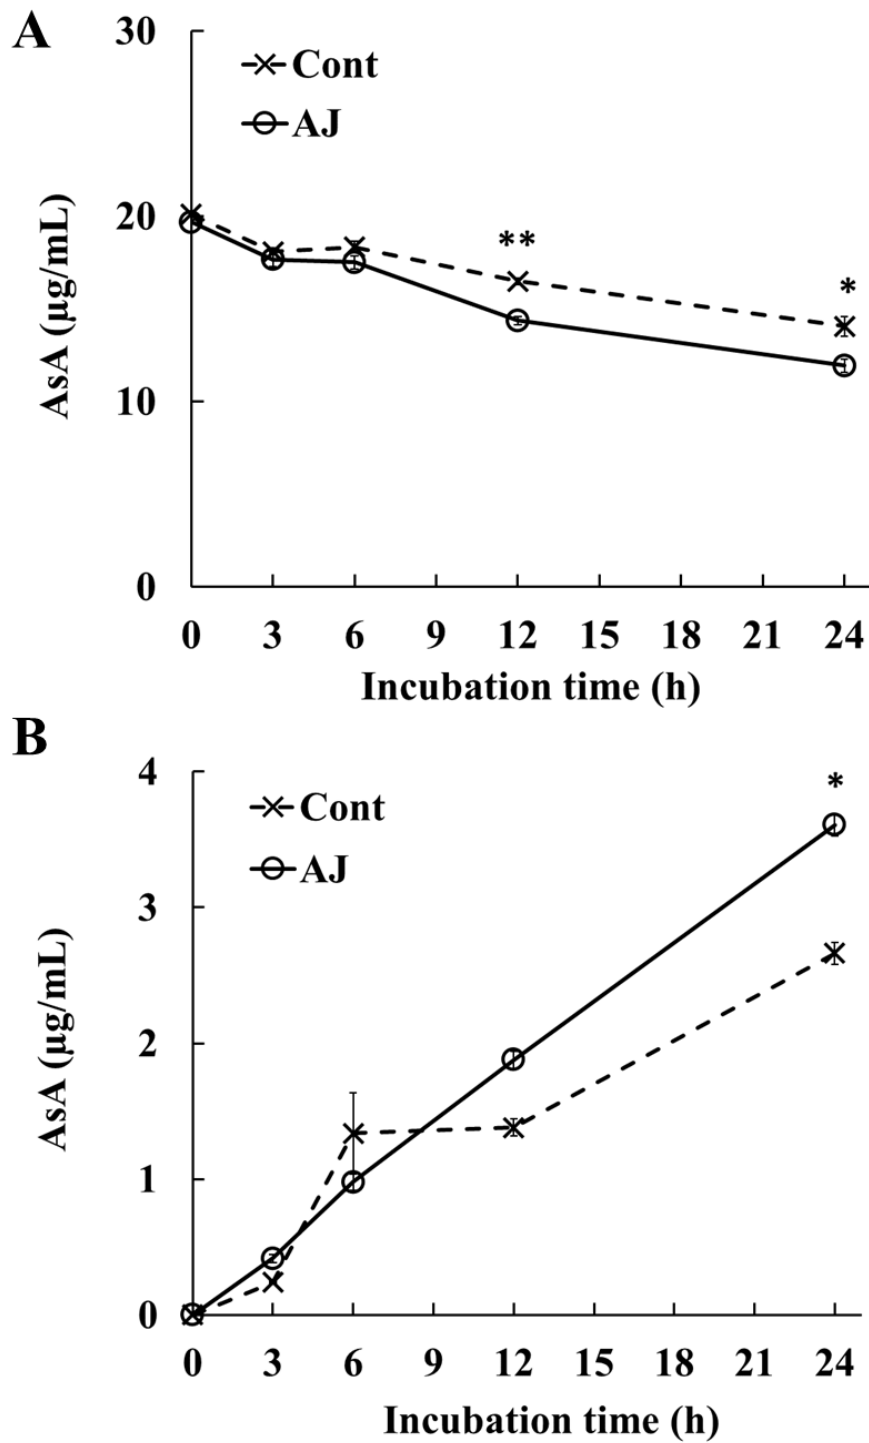 A
30
Cont
AJ
20
10
0
AsA (μg/mL)
**
*
0 3 6 9 12 15 18 21 24
Incubation time (h)
B
4
Cont
AJ
3
2
1
0
AsA (μg/mL)
*
0 3 6 9 12 15 18 21 24
Incubation time (h)